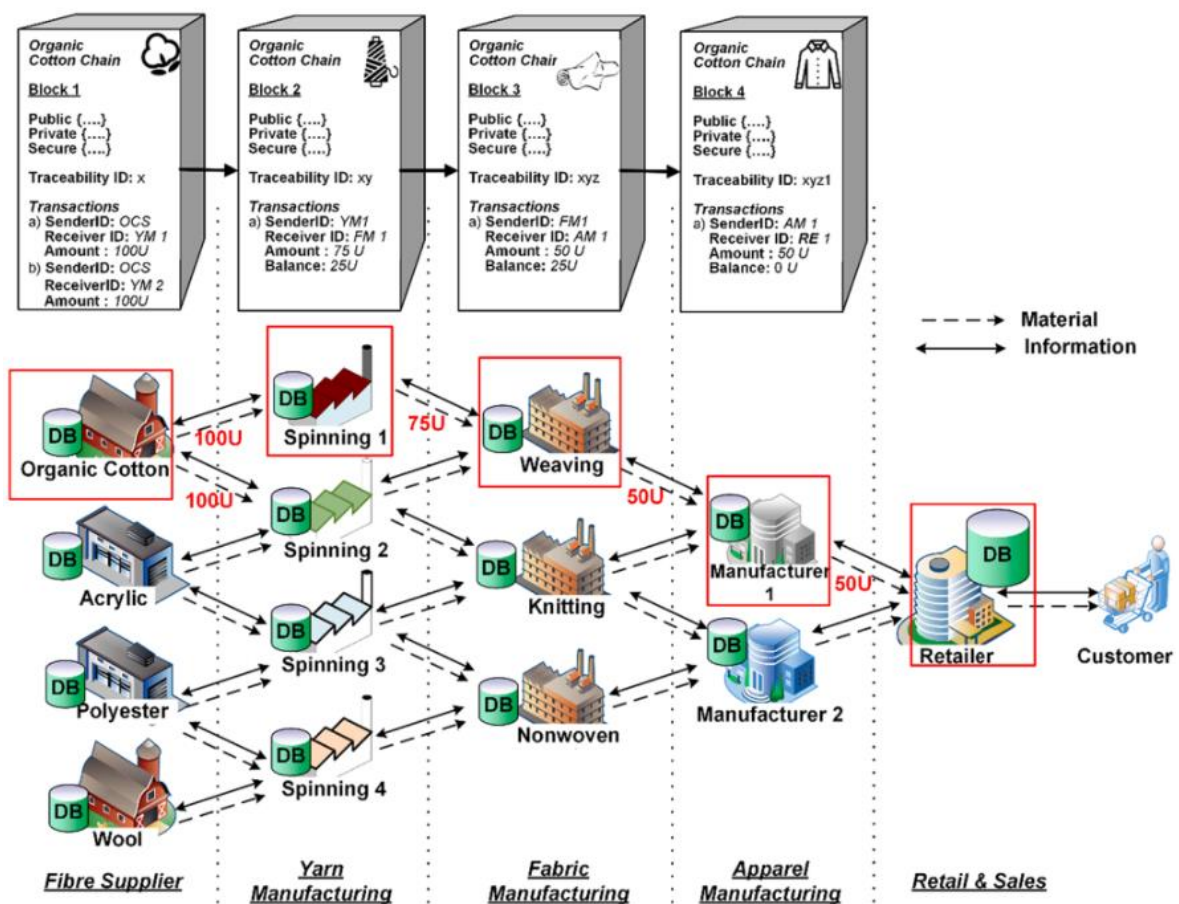 Organic
Cotton Chain
Block 1
Public {....}
Private {....}
Secure {....}
Traceability ID: x
Transactions
a) SenderID: OCS
Receiver ID: YM 1
Amount : 100U
b) SenderID: OCS
ReceiverID: YM 2
Amount : 100U
Organic
Cotton Chain
Block 2
Public {....}
Private {....}
Secure {....}
Traceability ID: xy
Transactions
a) SenderID: YM1
Receiver ID: FM 1
Amount : 75 U
Balance: 25U
Organic
Cotton Chain
Block 3
Public {....}
Private {....}
Secure {....}
Traceability ID: xyz
Transactions
a) SenderID: FM1
Receiver ID: AM 1
Amount : 50 U
Balance: 25U
Organic
Cotton Chain
Block 4
Public {....}
Private {....}
Secure {....}
Traceability ID: xyz1
Transactions
a) SenderID: AM 1
Receiver ID: RE 1
Amount : 50 U
Balance: 0 U
Material
Information
DB
Organic Cotton
100U
100U
DB
Spinning 1
75U
DB
Weaving
50U
DB
Spinning 2
DB
Acrylic
DB
Knitting
DB
Manufacturer
1
50U
DB
Retailer
Customer
DB
Spinning 3
DB
Polyester
DB
Nonwoven
DB
Manufacturer 2
DB
Spinning 4
DB
Wool
Fibre Supplier
Yarn
Manufacturing
Fabric
Manufacturing
Apparel
Manufacturing
Retail & Sales